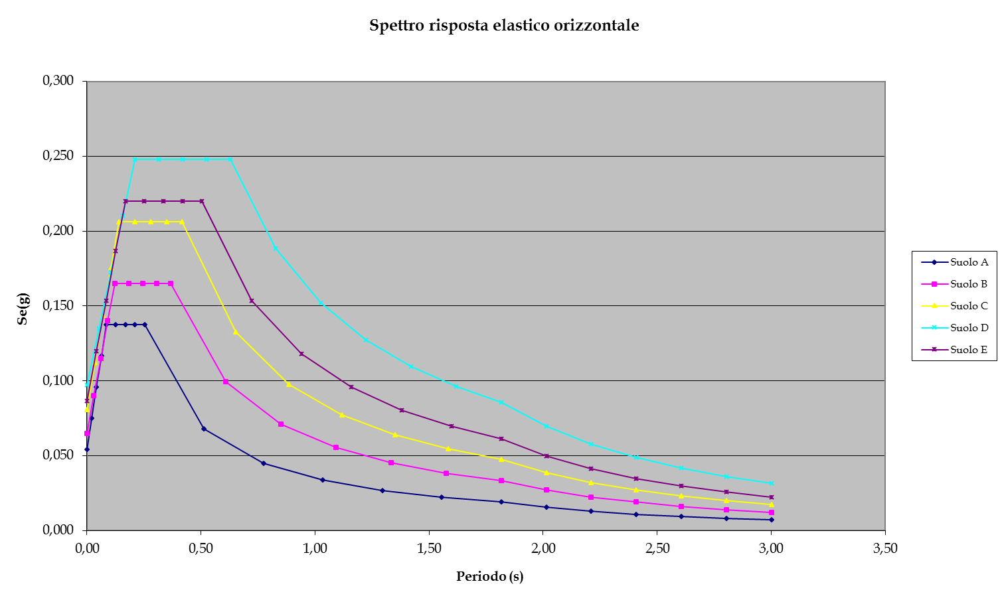 Spettro risposta elastico orizzontale
0,300
0,250
0,200
0,150
0,100
0,050
0,000
Se(g)
0,00 0,50 1,00 1,50 2,00 2,50 3,00 3,50
Periodo (s)
Suolo A
Suolo B
Suolo C
Suolo D
Suolo E